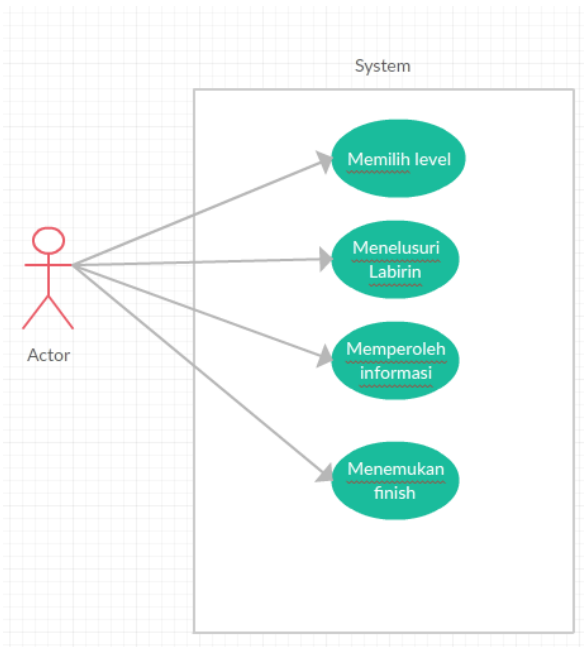 System
Memilih level
Menelusuri
Labirin
Memperoleh
informasi
Menemukan
finish
Actor